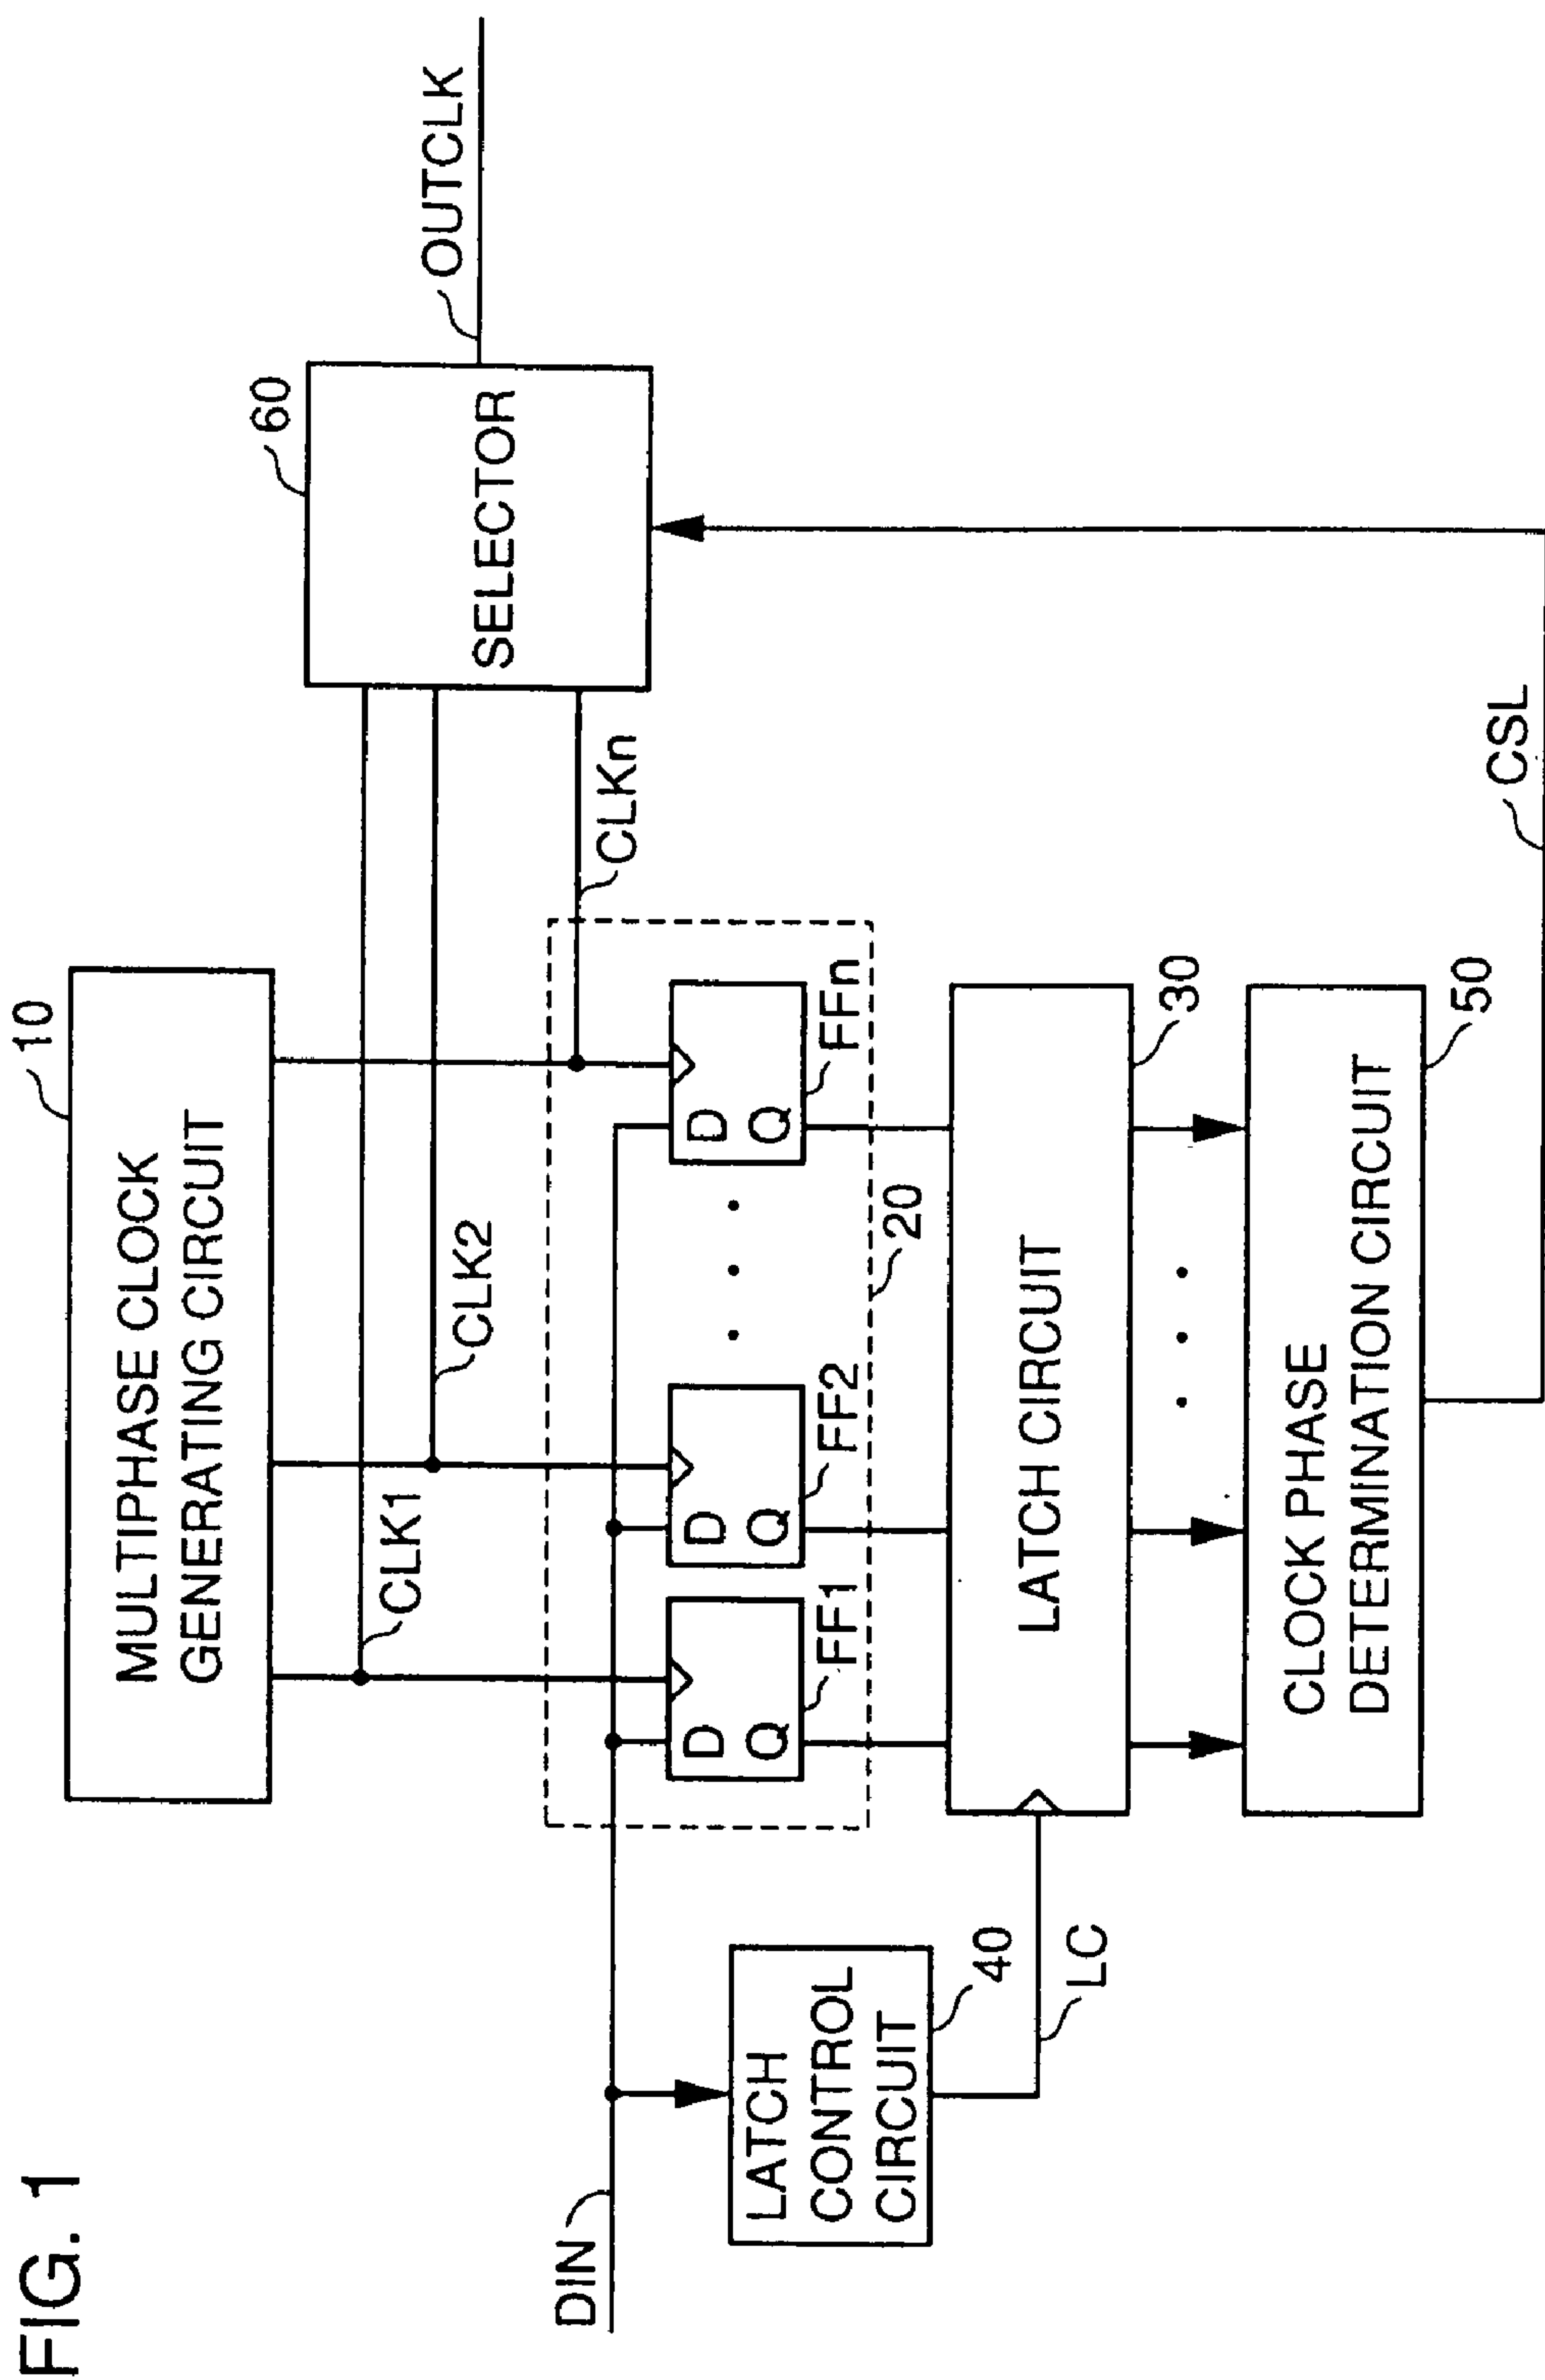 FIG. 1
10
MULTIPHASE CLOCK
GENERATING CIRCUIT
60
SELECTOR
OUTCLK
CLK1
CLK2
CLKn
DIN
D
Q
FF1
D
Q
FF2
. . .
D
Q
FFn
20
LATCH
CONTROL
CIRCUIT
40
LC
LATCH CIRCUIT
30
. . .
CLOCK PHASE
DETERMINATION CIRCUIT
50
CSL